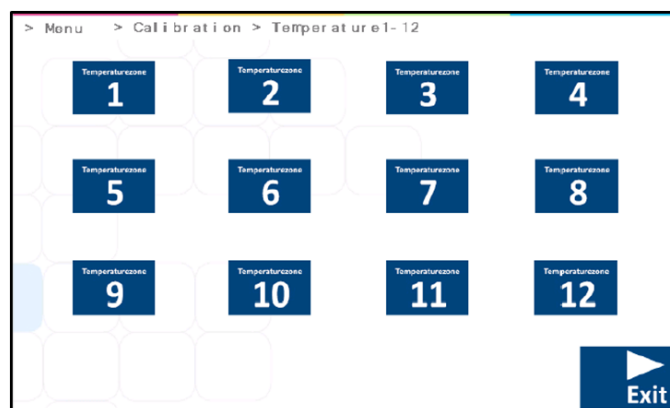 > Menu > Calibration > Temperature1-12
Temperaturezone
1
Temperaturezone
2
Temperaturezone
3
Temperaturezone
4
Temperaturezone
5
Temperaturezone
6
Temperaturezone
7
Temperaturezone
8
Temperaturezone
9
Temperaturezone
10
Temperaturezone
11
Temperaturezone
12
Exit